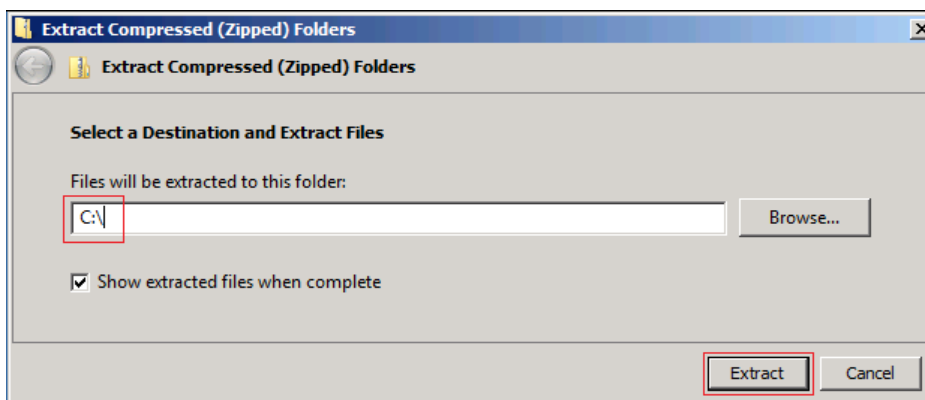 Extract Compressed (Zipped) Folders
Extract Compressed (Zipped) Folders
Select a Destination and Extract Files
Files will be extracted to this folder:
C:\
Browse...
Show extracted files when complete
Extract
Cancel